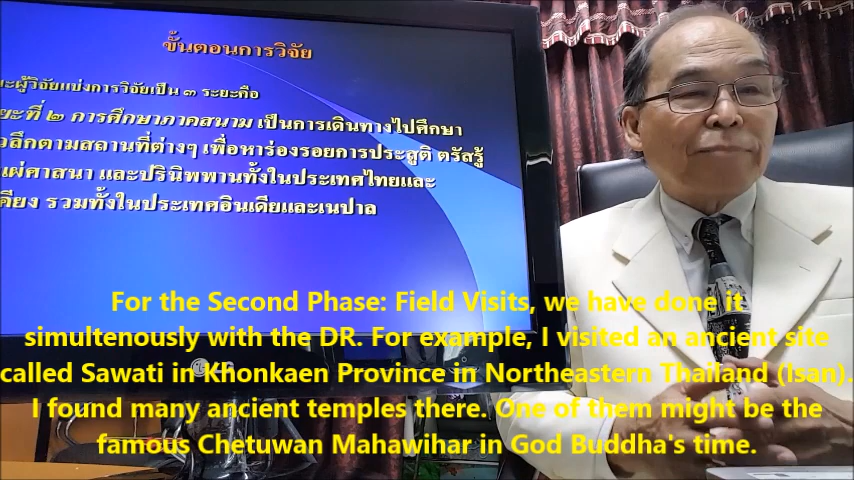 ขั้นตอนการวิจัย
ะผู้วิจัยแบ่งการวิจัยเป็น ๓ ระยะคือ
ยะที่ ๒ การศึกษาภาคสนาม เป็นการเดินทางไปศึกษา
วลึกตามสถานที่ต่างๆ เพื่อหาร่องรอยการประสูติ ตรัสรู้
เผ่ศาสนา และปรินิพพานทั้งในประเทศไทยและ
คียง รวมทั้งในประเทศอินเดียและเนปาล
For the Second Phase: Field Visits, we have done it
simultenously with the DR. For example, I visited an ancient site
called Sawati in Khonkaen Province in Northeastern Thailand (Isan).
I found many ancient temples there. One of them might be the
famous Chetuwan Mahawihar in God Buddha's time.
LG